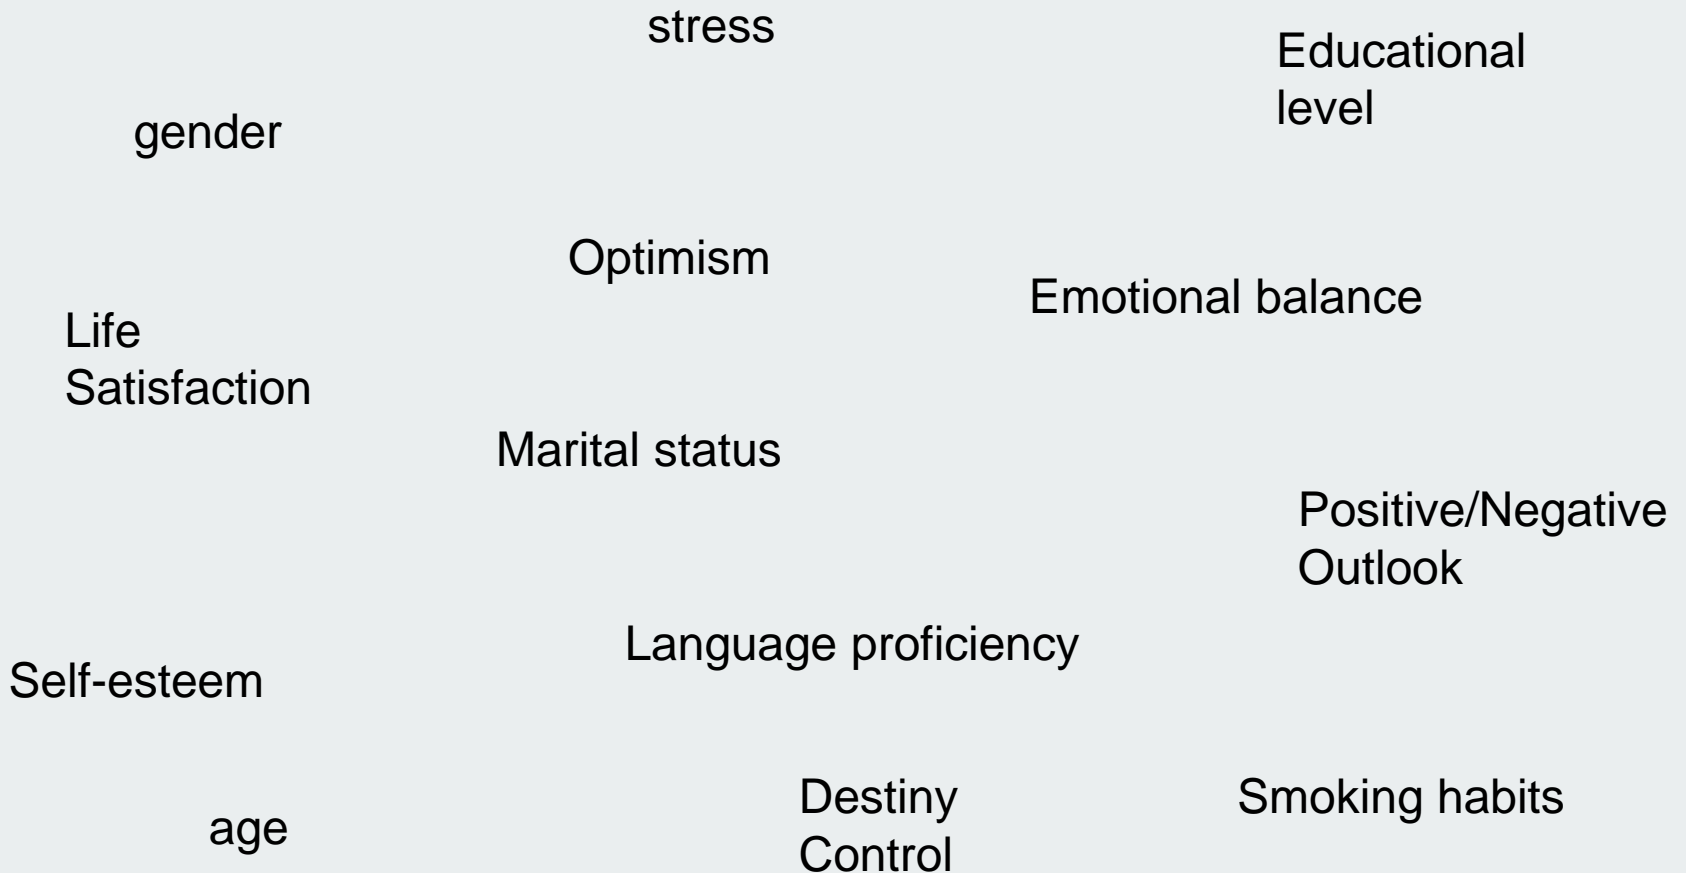 stress
Educational
level
gender
Optimism
Emotional balance
Life
Satisfaction
Marital status
Positive/Negative
Outlook
Language proficiency
Self-esteem
Destiny
Control
Smoking habits
age